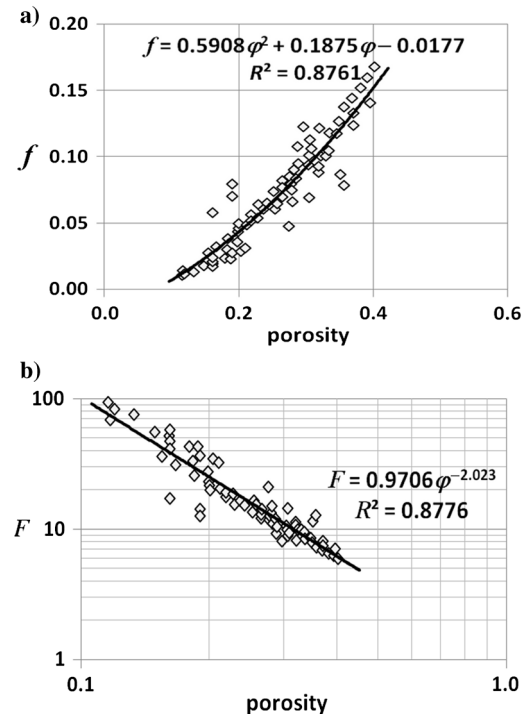 a)
0.20
f = 0.5908φ² + 0.1875φ − 0.0177
R² = 0.8761
0.15
f
0.10
0.05
0.00
0.0 0.2 0.4 0.6
porosity
b)
100
F = 0.9706φ^−2.023
R² = 0.8776
F
10
1
0.1 1.0
porosity